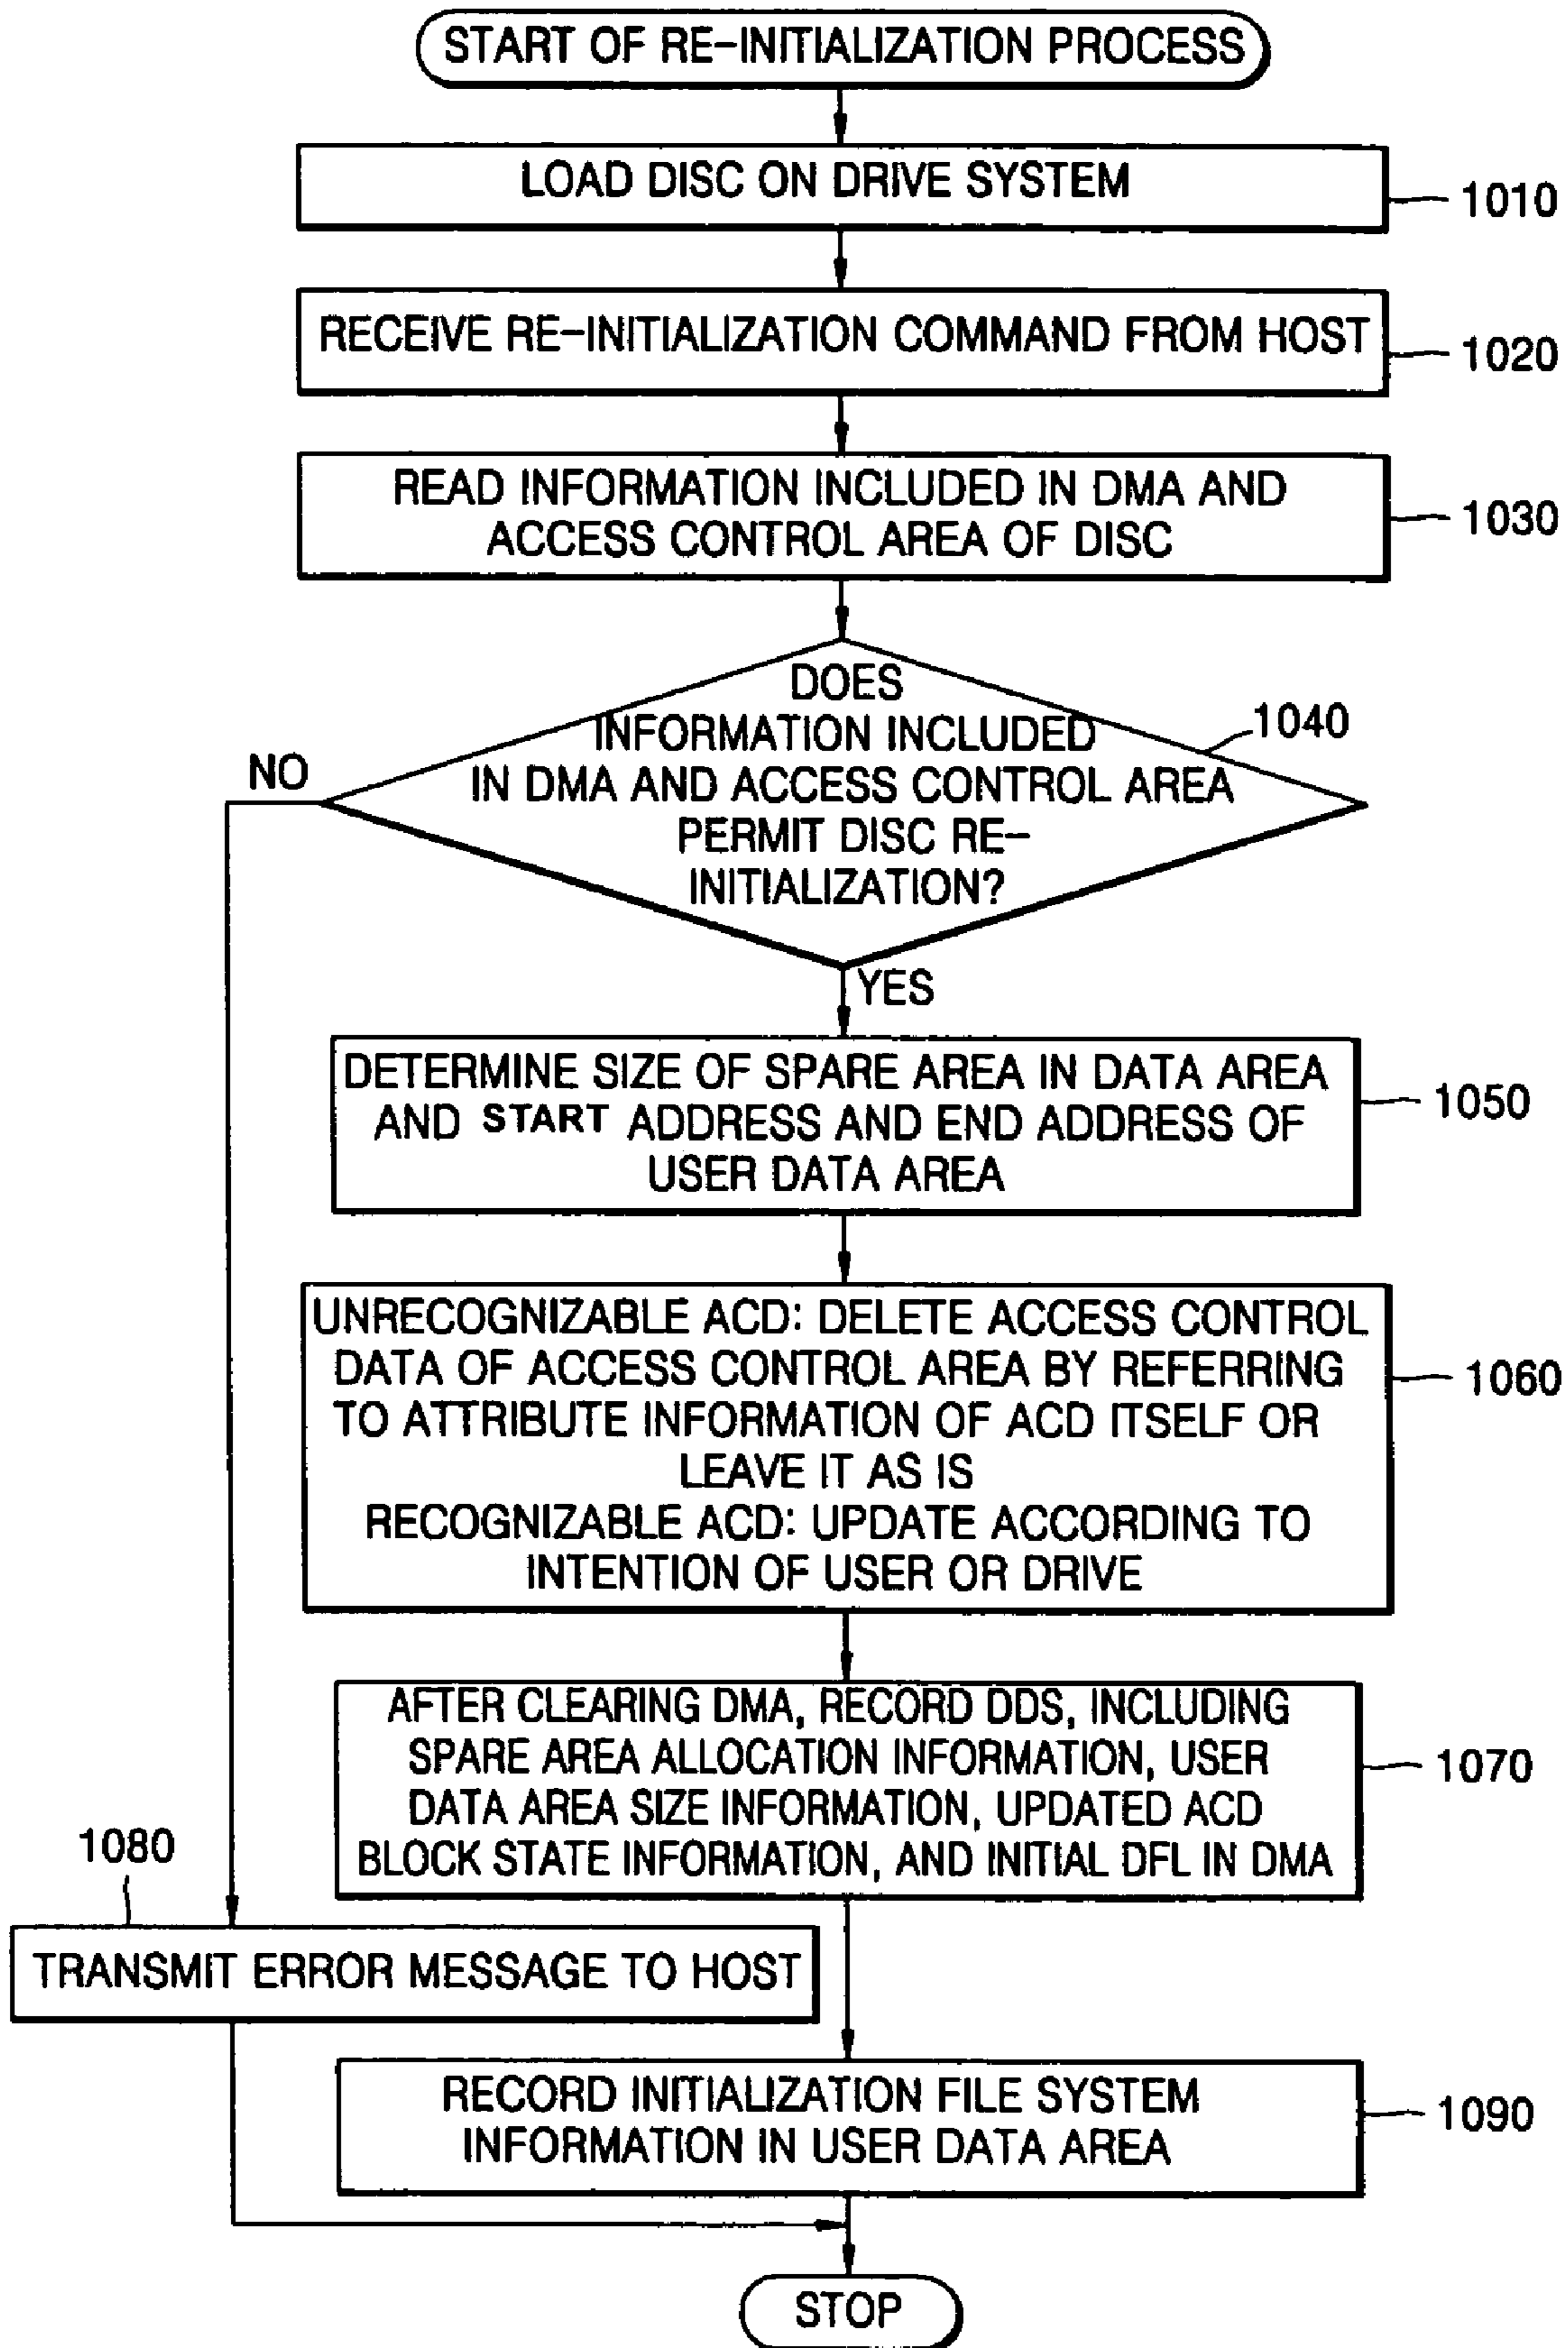 START OF RE-INITIALIZATION PROCESS
LOAD DISC ON DRIVE SYSTEM
1010
RECEIVE RE-INITIALIZATION COMMAND FROM HOST
1020
READ INFORMATION INCLUDED IN DMA AND
ACCESS CONTROL AREA OF DISC
1030
DOES
INFORMATION INCLUDED
IN DMA AND ACCESS CONTROL AREA
PERMIT DISC RE-
INITIALIZATION?
1040
NO
YES
DETERMINE SIZE OF SPARE AREA IN DATA AREA
AND START ADDRESS AND END ADDRESS OF
USER DATA AREA
1050
UNRECOGNIZABLE ACD: DELETE ACCESS CONTROL
DATA OF ACCESS CONTROL AREA BY REFERRING
TO ATTRIBUTE INFORMATION OF ACD ITSELF OR
LEAVE IT AS IS
RECOGNIZABLE ACD: UPDATE ACCORDING TO
INTENTION OF USER OR DRIVE
1060
AFTER CLEARING DMA, RECORD DDS, INCLUDING
SPARE AREA ALLOCATION INFORMATION, USER
DATA AREA SIZE INFORMATION, UPDATED ACD
BLOCK STATE INFORMATION, AND INITIAL DFL IN DMA
1070
1080
TRANSMIT ERROR MESSAGE TO HOST
RECORD INITIALIZATION FILE SYSTEM
INFORMATION IN USER DATA AREA
1090
STOP